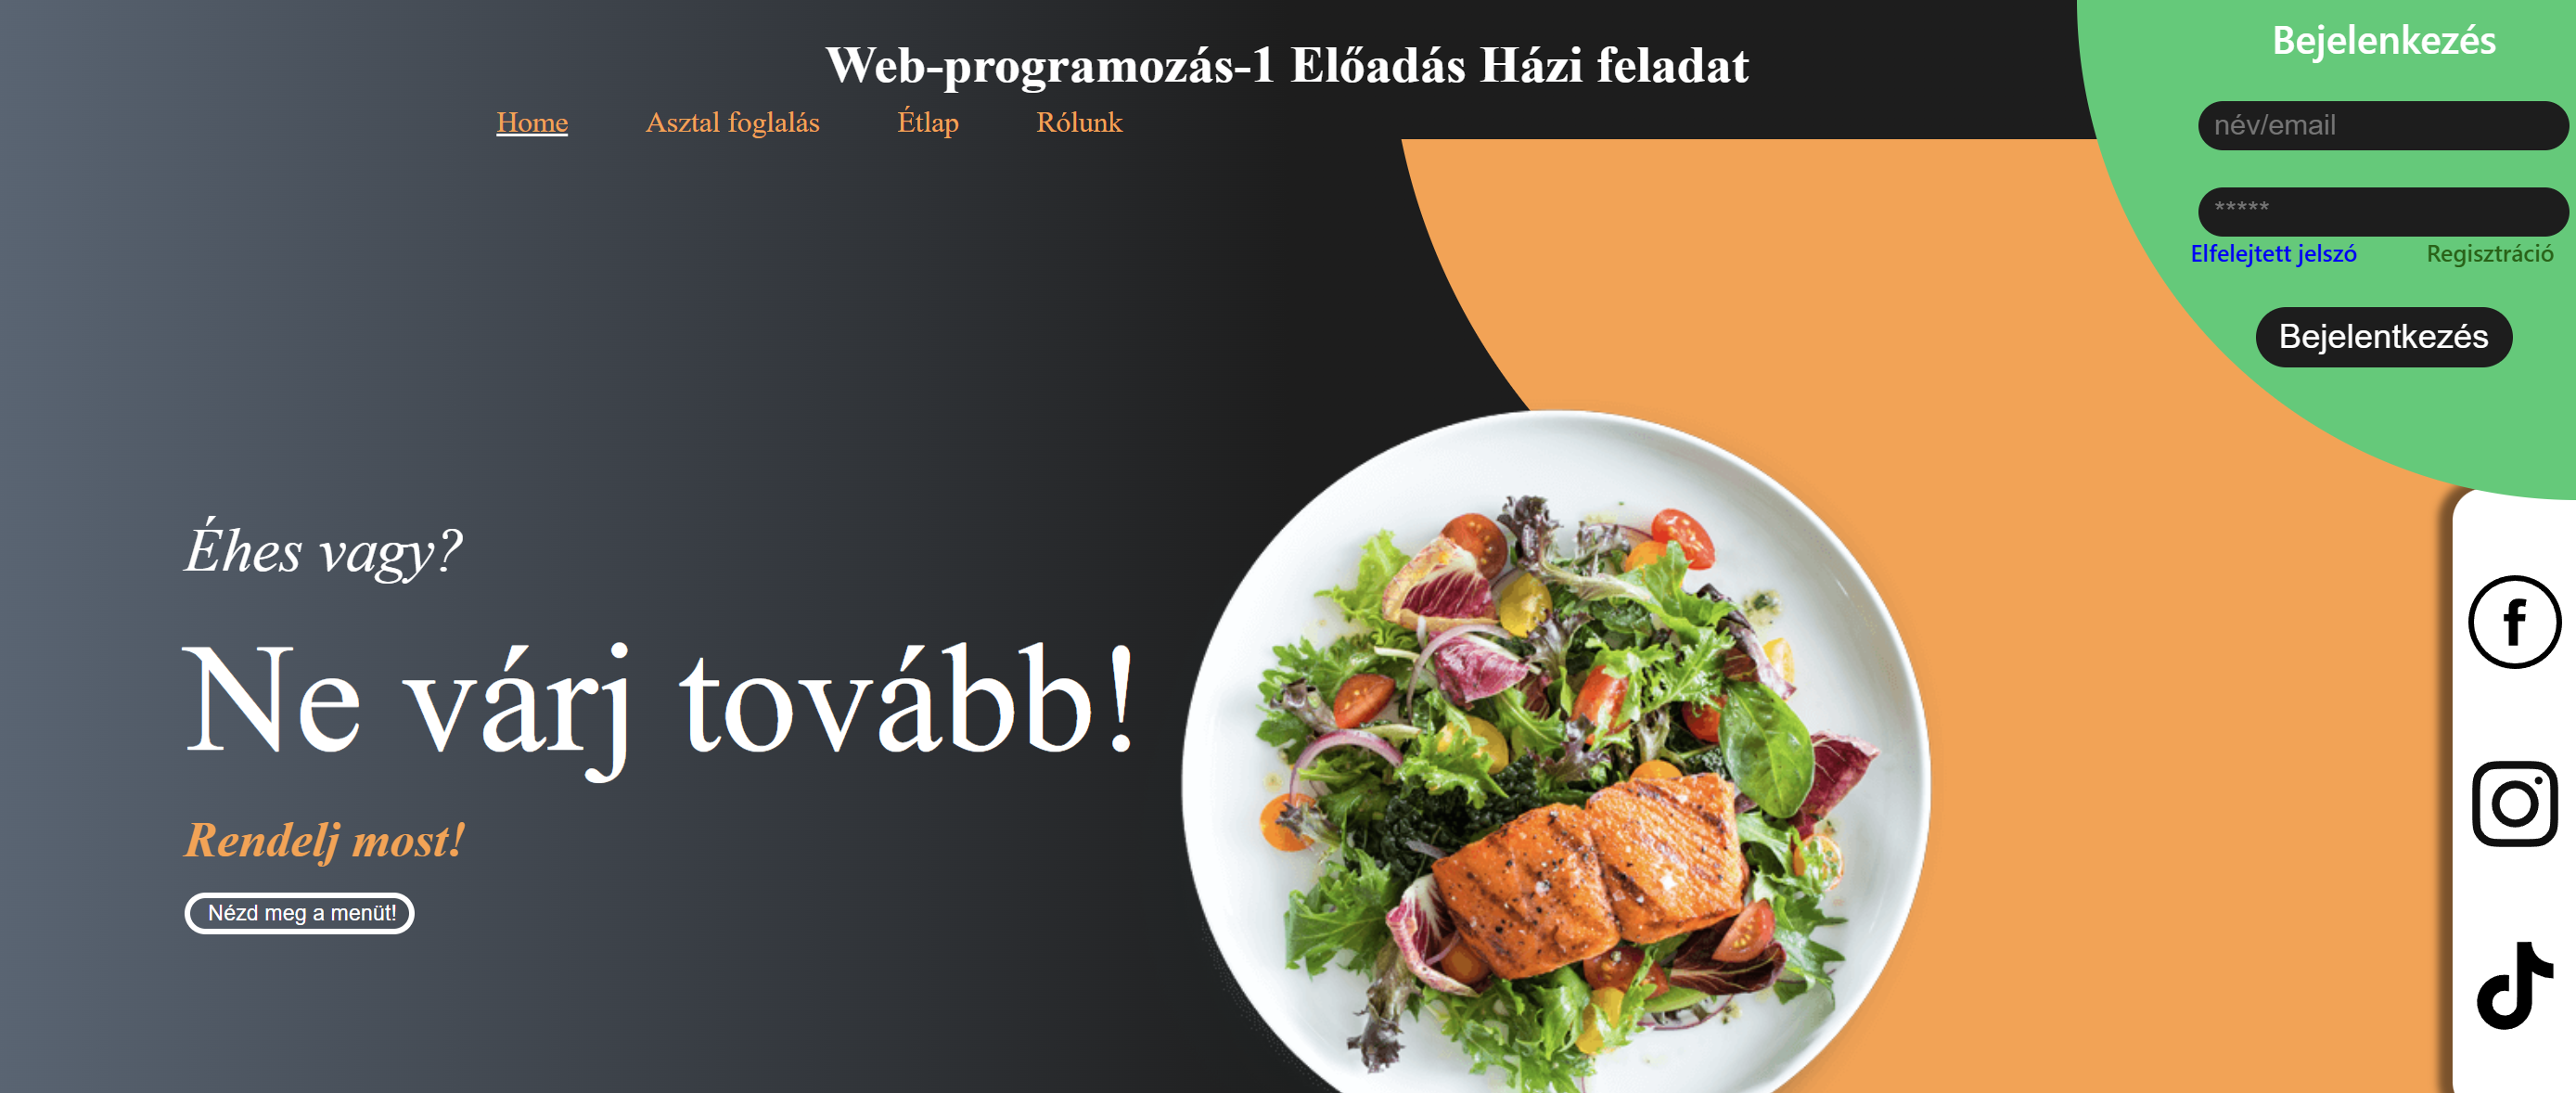 Web-programozás-1 Előadás Házi feladat
Home Asztal foglalás Étlap Rólunk
Bejelenkezés
név/email
*****
Elfelejtett jelszó Regisztráció
Bejelentkezés
Éhes vagy?
Ne várj tovább!
Rendelj most!
Nézd meg a menüt!